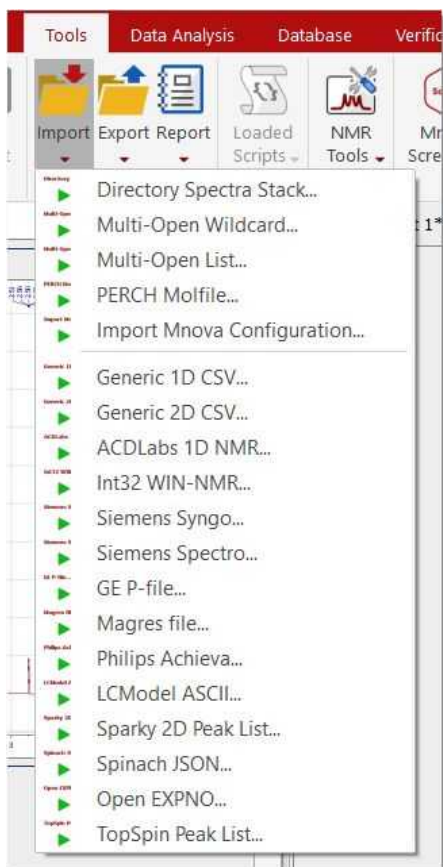 Tools Data Analysis Database
Import Export Report Loaded Scripts NMR Tools
Directory Spectra Stack...
Multi-Open Wildcard...
Multi-Open List...
PERCH Molfile...
Import Mnova Configuration...
Generic 1D CSV...
Generic 2D CSV...
ACDLabs 1D NMR...
Int32 WIN-NMR...
Siemens Syngo...
Siemens Spectro...
GE P-file...
Magres file...
Philips Achieva...
LCModel ASCII...
Sparky 2D Peak List...
Spinach JSON...
Open EXPNO...
TopSpin Peak List...